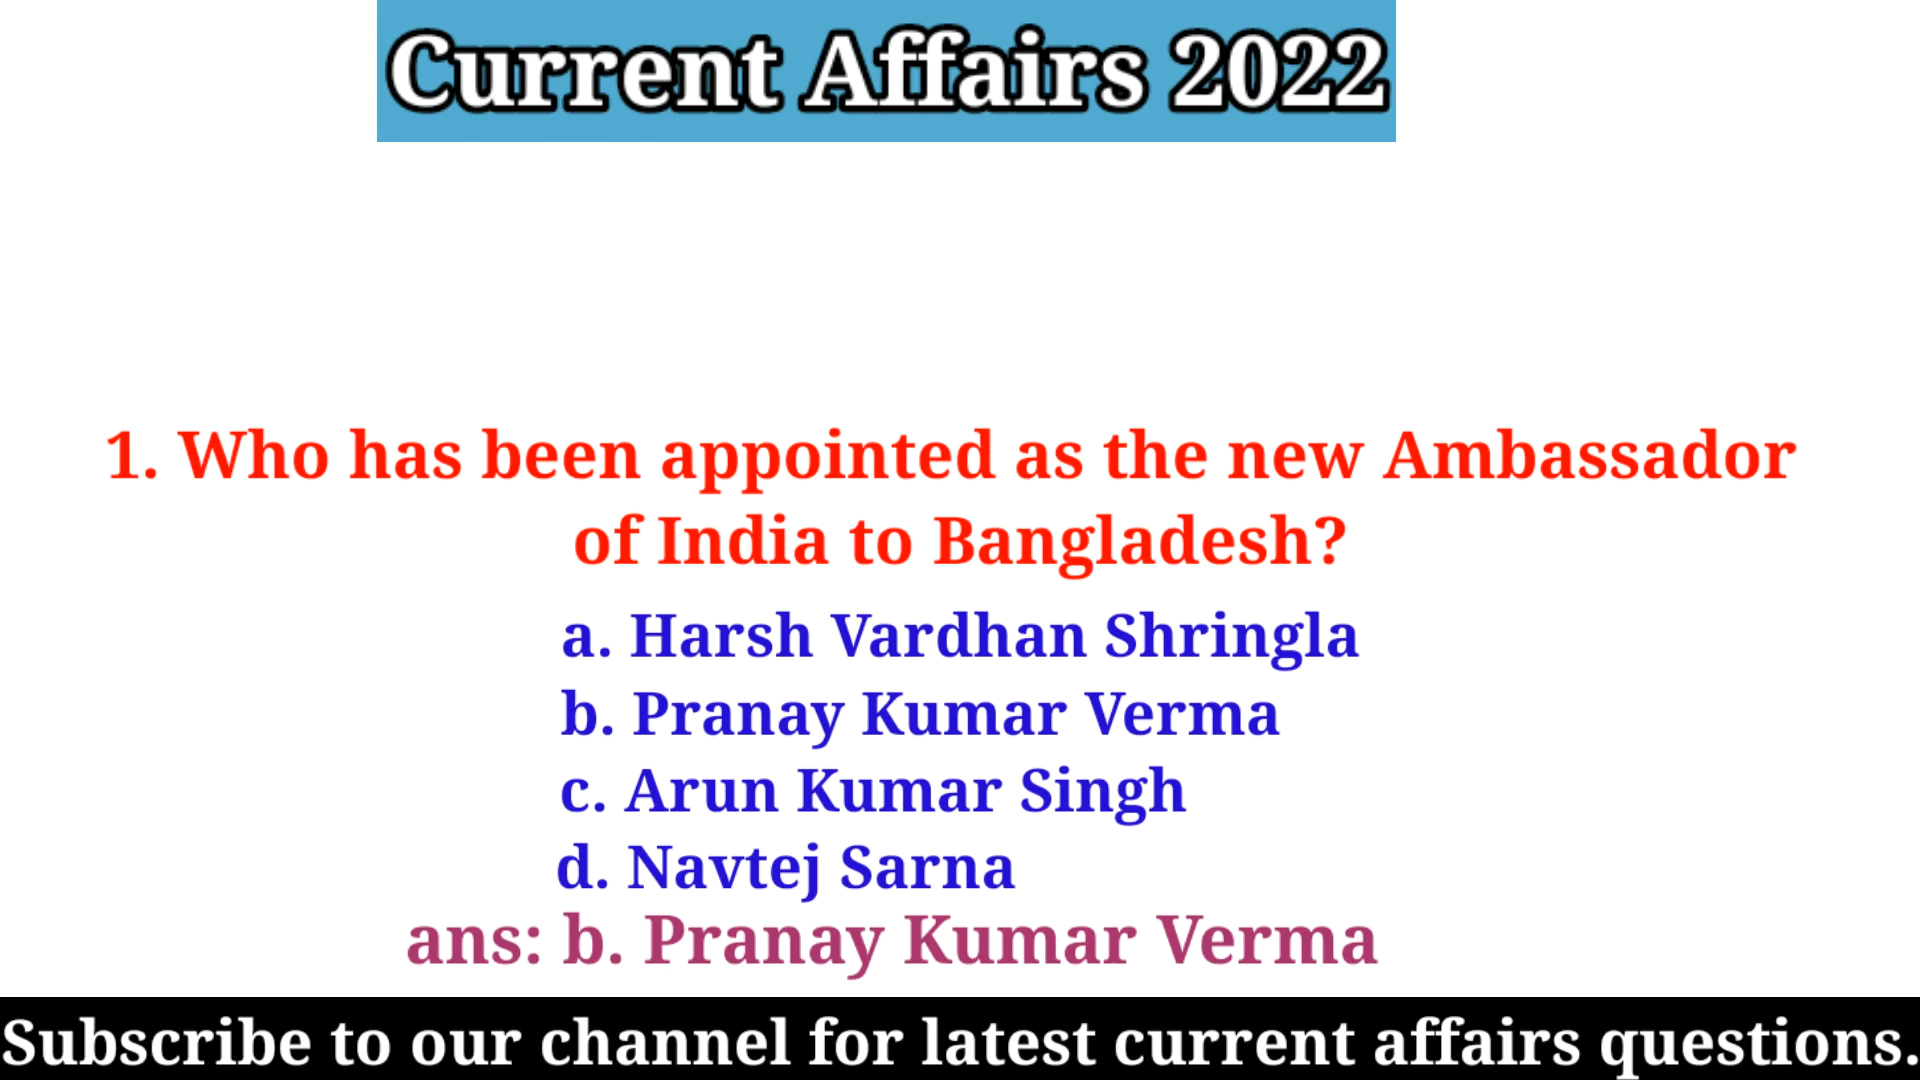 Current Affairs 2022
1. Who has been appointed as the new Ambassador
of India to Bangladesh?
a. Harsh Vardhan Shringla
b. Pranay Kumar Verma
c. Arun Kumar Singh
d. Navtej Sarna
ans: b. Pranay Kumar Verma
Subscribe to our channel for latest current affairs questions.